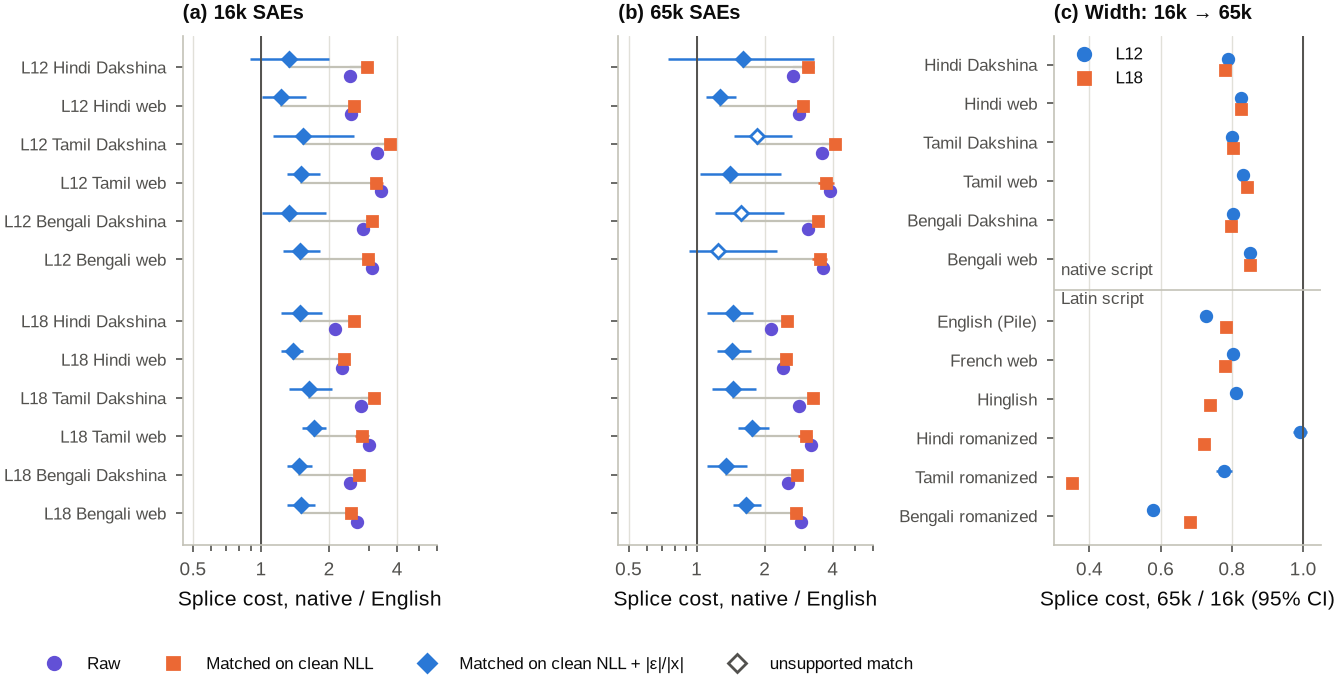 (a) 16k SAEs
L12 Hindi Dakshina
L12 Hindi web
L12 Tamil Dakshina
L12 Tamil web
L12 Bengali Dakshina
L12 Bengali web
L18 Hindi Dakshina
L18 Hindi web
L18 Tamil Dakshina
L18 Tamil web
L18 Bengali Dakshina
L18 Bengali web
0.5 1 2 4
Splice cost, native / English
(b) 65k SAEs
0.5 1 2 4
Splice cost, native / English
(c) Width: 16k → 65k
L12
L18
Hindi Dakshina
Hindi web
Tamil Dakshina
Tamil web
Bengali Dakshina
Bengali web
native script
Latin script
English (Pile)
French web
Hinglish
Hindi romanized
Tamil romanized
Bengali romanized
0.4 0.6 0.8 1.0
Splice cost, 65k / 16k (95% CI)
Raw Matched on clean NLL Matched on clean NLL + |ε|/|x| unsupported match